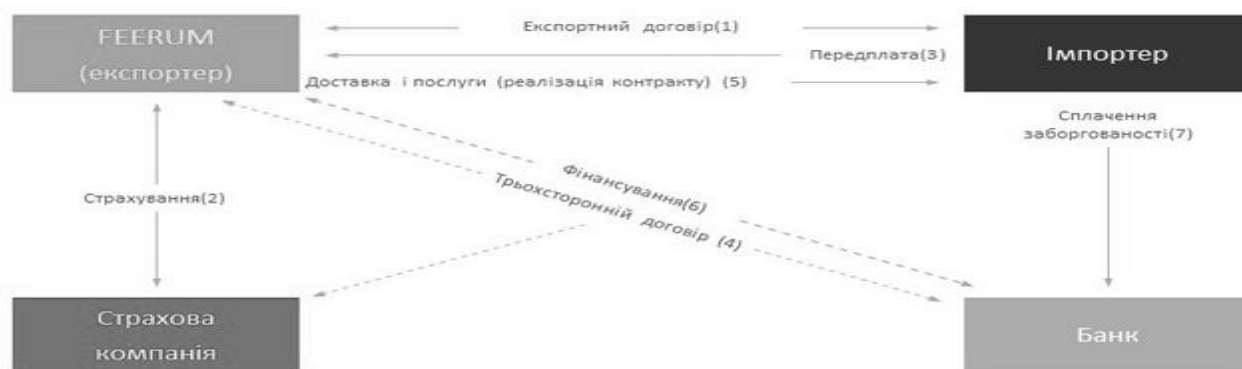 FEERUM
(експортер)
Експортний договір(1)
Передплата(3)
Доставка і послуги (реалізація контракту) (5)
Імпортер
Сплачення
заборгованості(7)
Фінансування(6)
Трьохсторонній договір (4)
Страхування(2)
Страхова
компанія
Банк